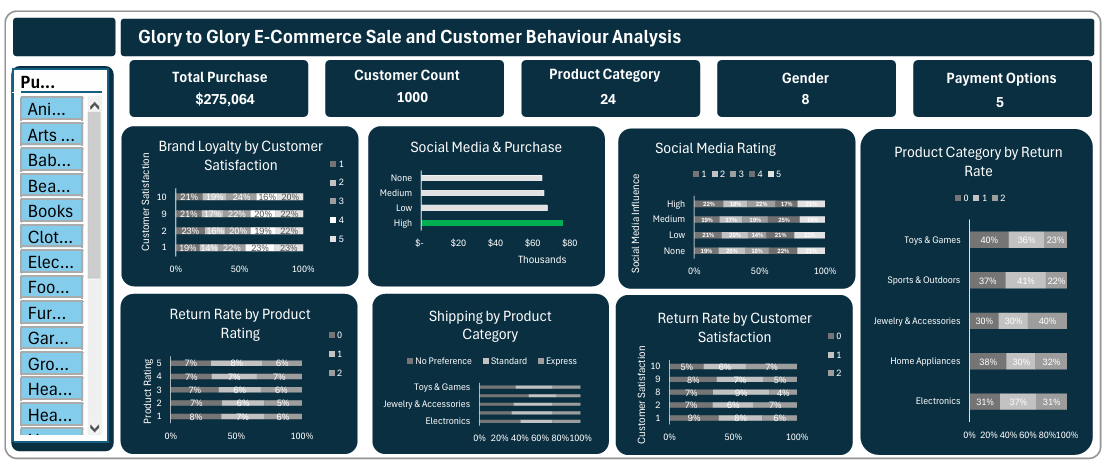 Glory to Glory E-Commerce Sale and Customer Behaviour Analysis
Pu...
Ani...
Arts ...
Bab...
Bea...
Books
Clot...
Elec...
Foo...
Fur...
Gar...
Gro...
Hea...
Hea...
Total Purchase
$275,064
Customer Count
1000
Product Category
24
Gender
8
Payment Options
5
Brand Loyalty by Customer
Satisfaction
1
2
3
4
5
Customer Satisfaction
10 21% 19% 24% 16% 20%
9 21% 17% 22% 20% 22%
2 23% 16% 20% 19% 22%
1 19% 14% 22% 23% 23%
0% 50% 100%
Social Media & Purchase
None
Medium
Low
High
$- $20 $40 $60 $80
Thousands
Social Media Rating
1 2 3 4 5
Social Media Influence
High 22% 22% 17%
Medium 19% 17% 19% 25%
Low 21% 20% 14% 21%
None 19% 20% 18% 22%
0% 50% 100%
Product Category by Return
Rate
0 1 2
Toys & Games 40% 36% 23%
Sports & Outdoors 37% 41% 22%
Jewelry & Accessories 30% 30% 40%
Home Appliances 38% 30% 32%
Electronics 31% 37% 31%
0% 20% 40% 60% 80%100%
Return Rate by Product
Rating
0
1
2
Product Rating
5 7% 8% 6%
4 7% 7% 7%
3 7% 6% 6%
2 7% 6% 5%
1 8% 7% 6%
0% 50% 100%
Shipping by Product
Category
No Preference Standard Express
Toys & Games
Jewelry & Accessories
Electronics
0% 20% 40% 60% 80%100%
Return Rate by Customer
Satisfaction
0
1
2
Customer Satisfaction
10 5% 6% 7%
9 8% 7% 5%
8 7% 9% 4%
2 7% 6% 7%
1 9% 8% 6%
0% 50% 100%